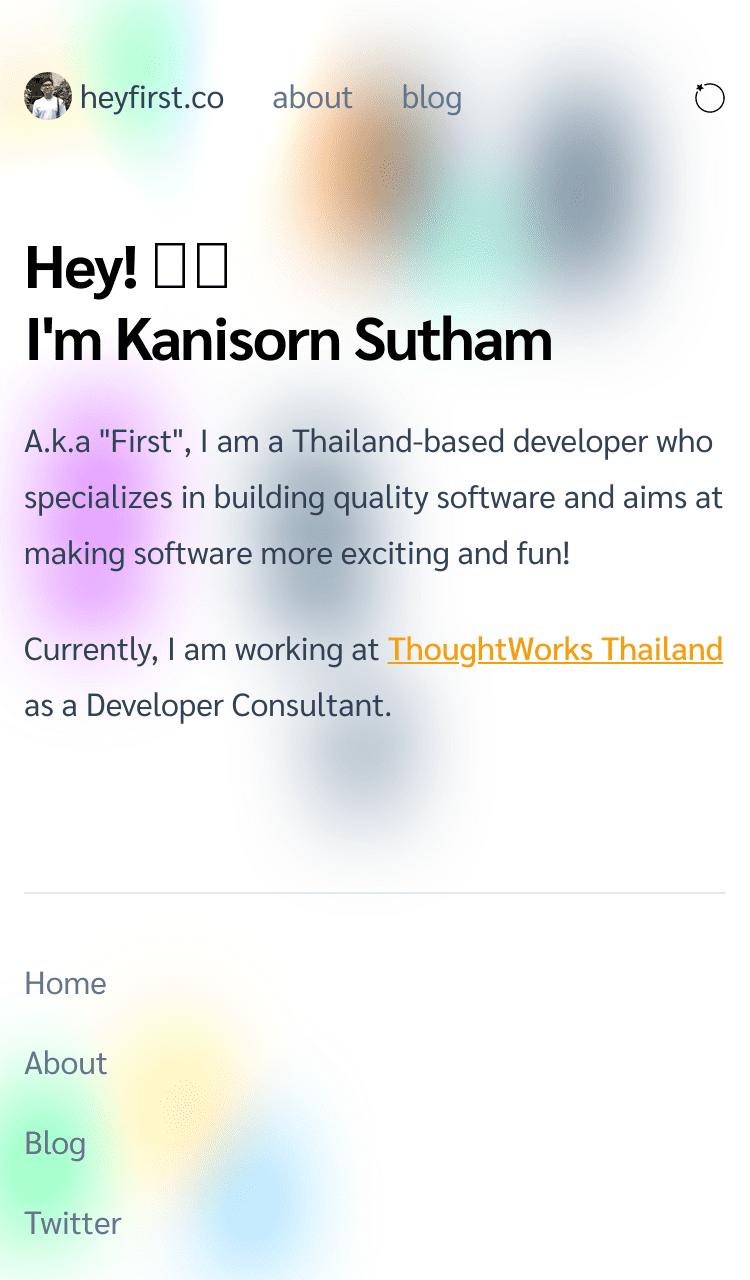 heyfirst.co about blog
Hey!
I'm Kanisorn Sutham
A.k.a "First", I am a Thailand-based developer who
specializes in building quality software and aims at
making software more exciting and fun!
Currently, I am working at ThoughtWorks Thailand
as a Developer Consultant.
Home
About
Blog
Twitter